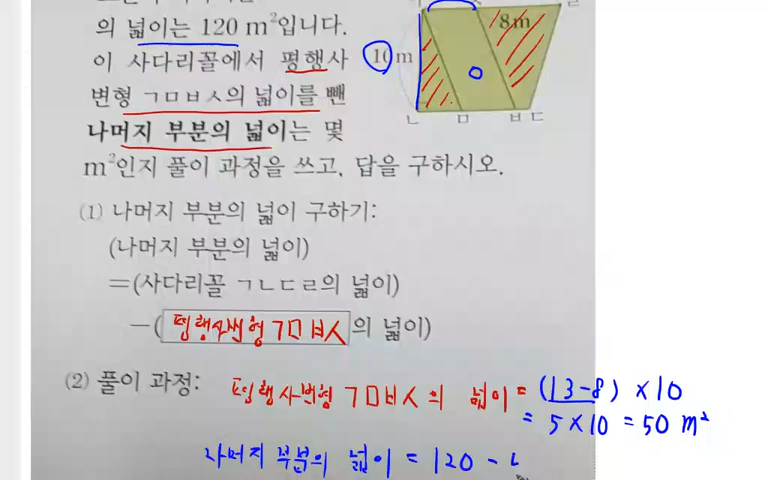 의 넓이는 120 m²입니다.
이 사다리꼴에서 평행사
변형 ㄱㅁㅂㅅ의 넓이를 뺀
나머지 부분의 넓이는 몇
m²인지 풀이 과정을 쓰고, 답을 구하시오.
8m
10m
ㄴ ㅁ ㅂㄷ
(1) 나머지 부분의 넓이 구하기:
(나머지 부분의 넓이)
=(사다리꼴 ㄱㄴㄷㄹ의 넓이)
-(평행사변형 ㄱㅁㅂㅅ의 넓이)
(2) 풀이 과정: 평행사변형 ㄱㅁㅂㅅ의 넓이 = (13-8) × 10
= 5 × 10 = 50 m²
나머지 부분의 넓이 = 120 -